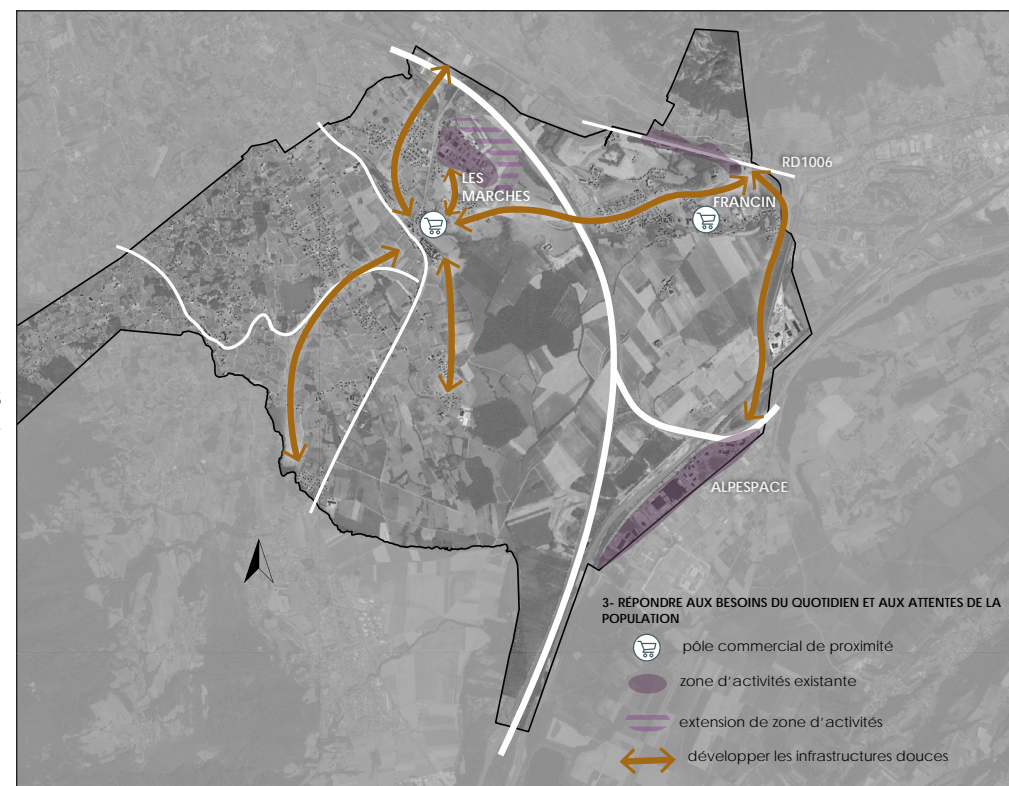 RD1006
LES
MARCHES
FRANCIN
ALPESPACE
3- RÉPONDRE AUX BESOINS DU QUOTIDIEN ET AUX ATTENTES DE LA
POPULATION
pôle commercial de proximité
zone d'activités existante
extension de zone d'activités
développer les infrastructures douces